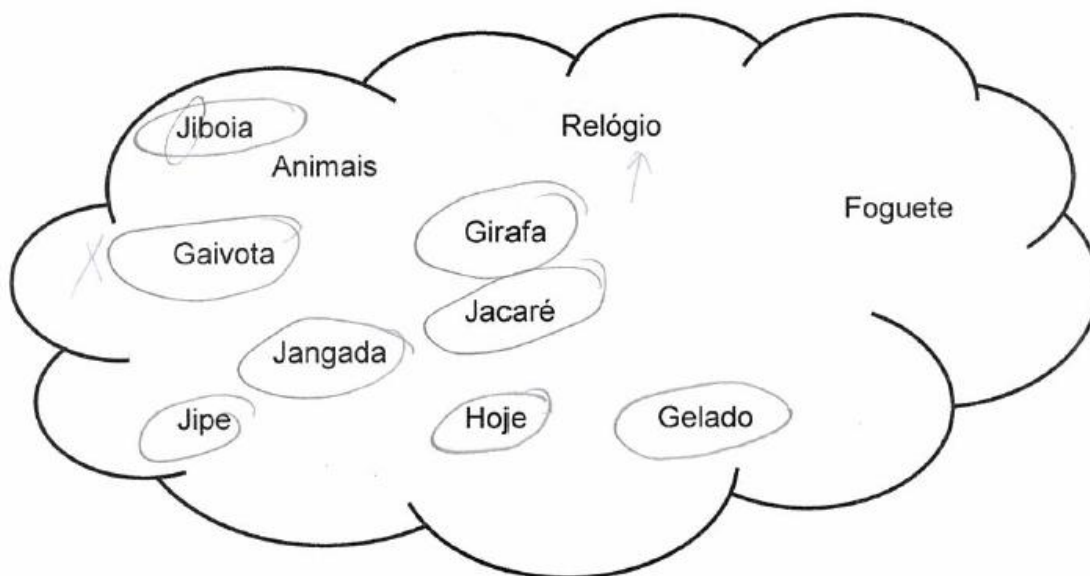 Jiboia
Relógio
Animais
Foguete
Girafa
Gaivota
Jacaré
Jangada
Jipe
Hoje
Gelado